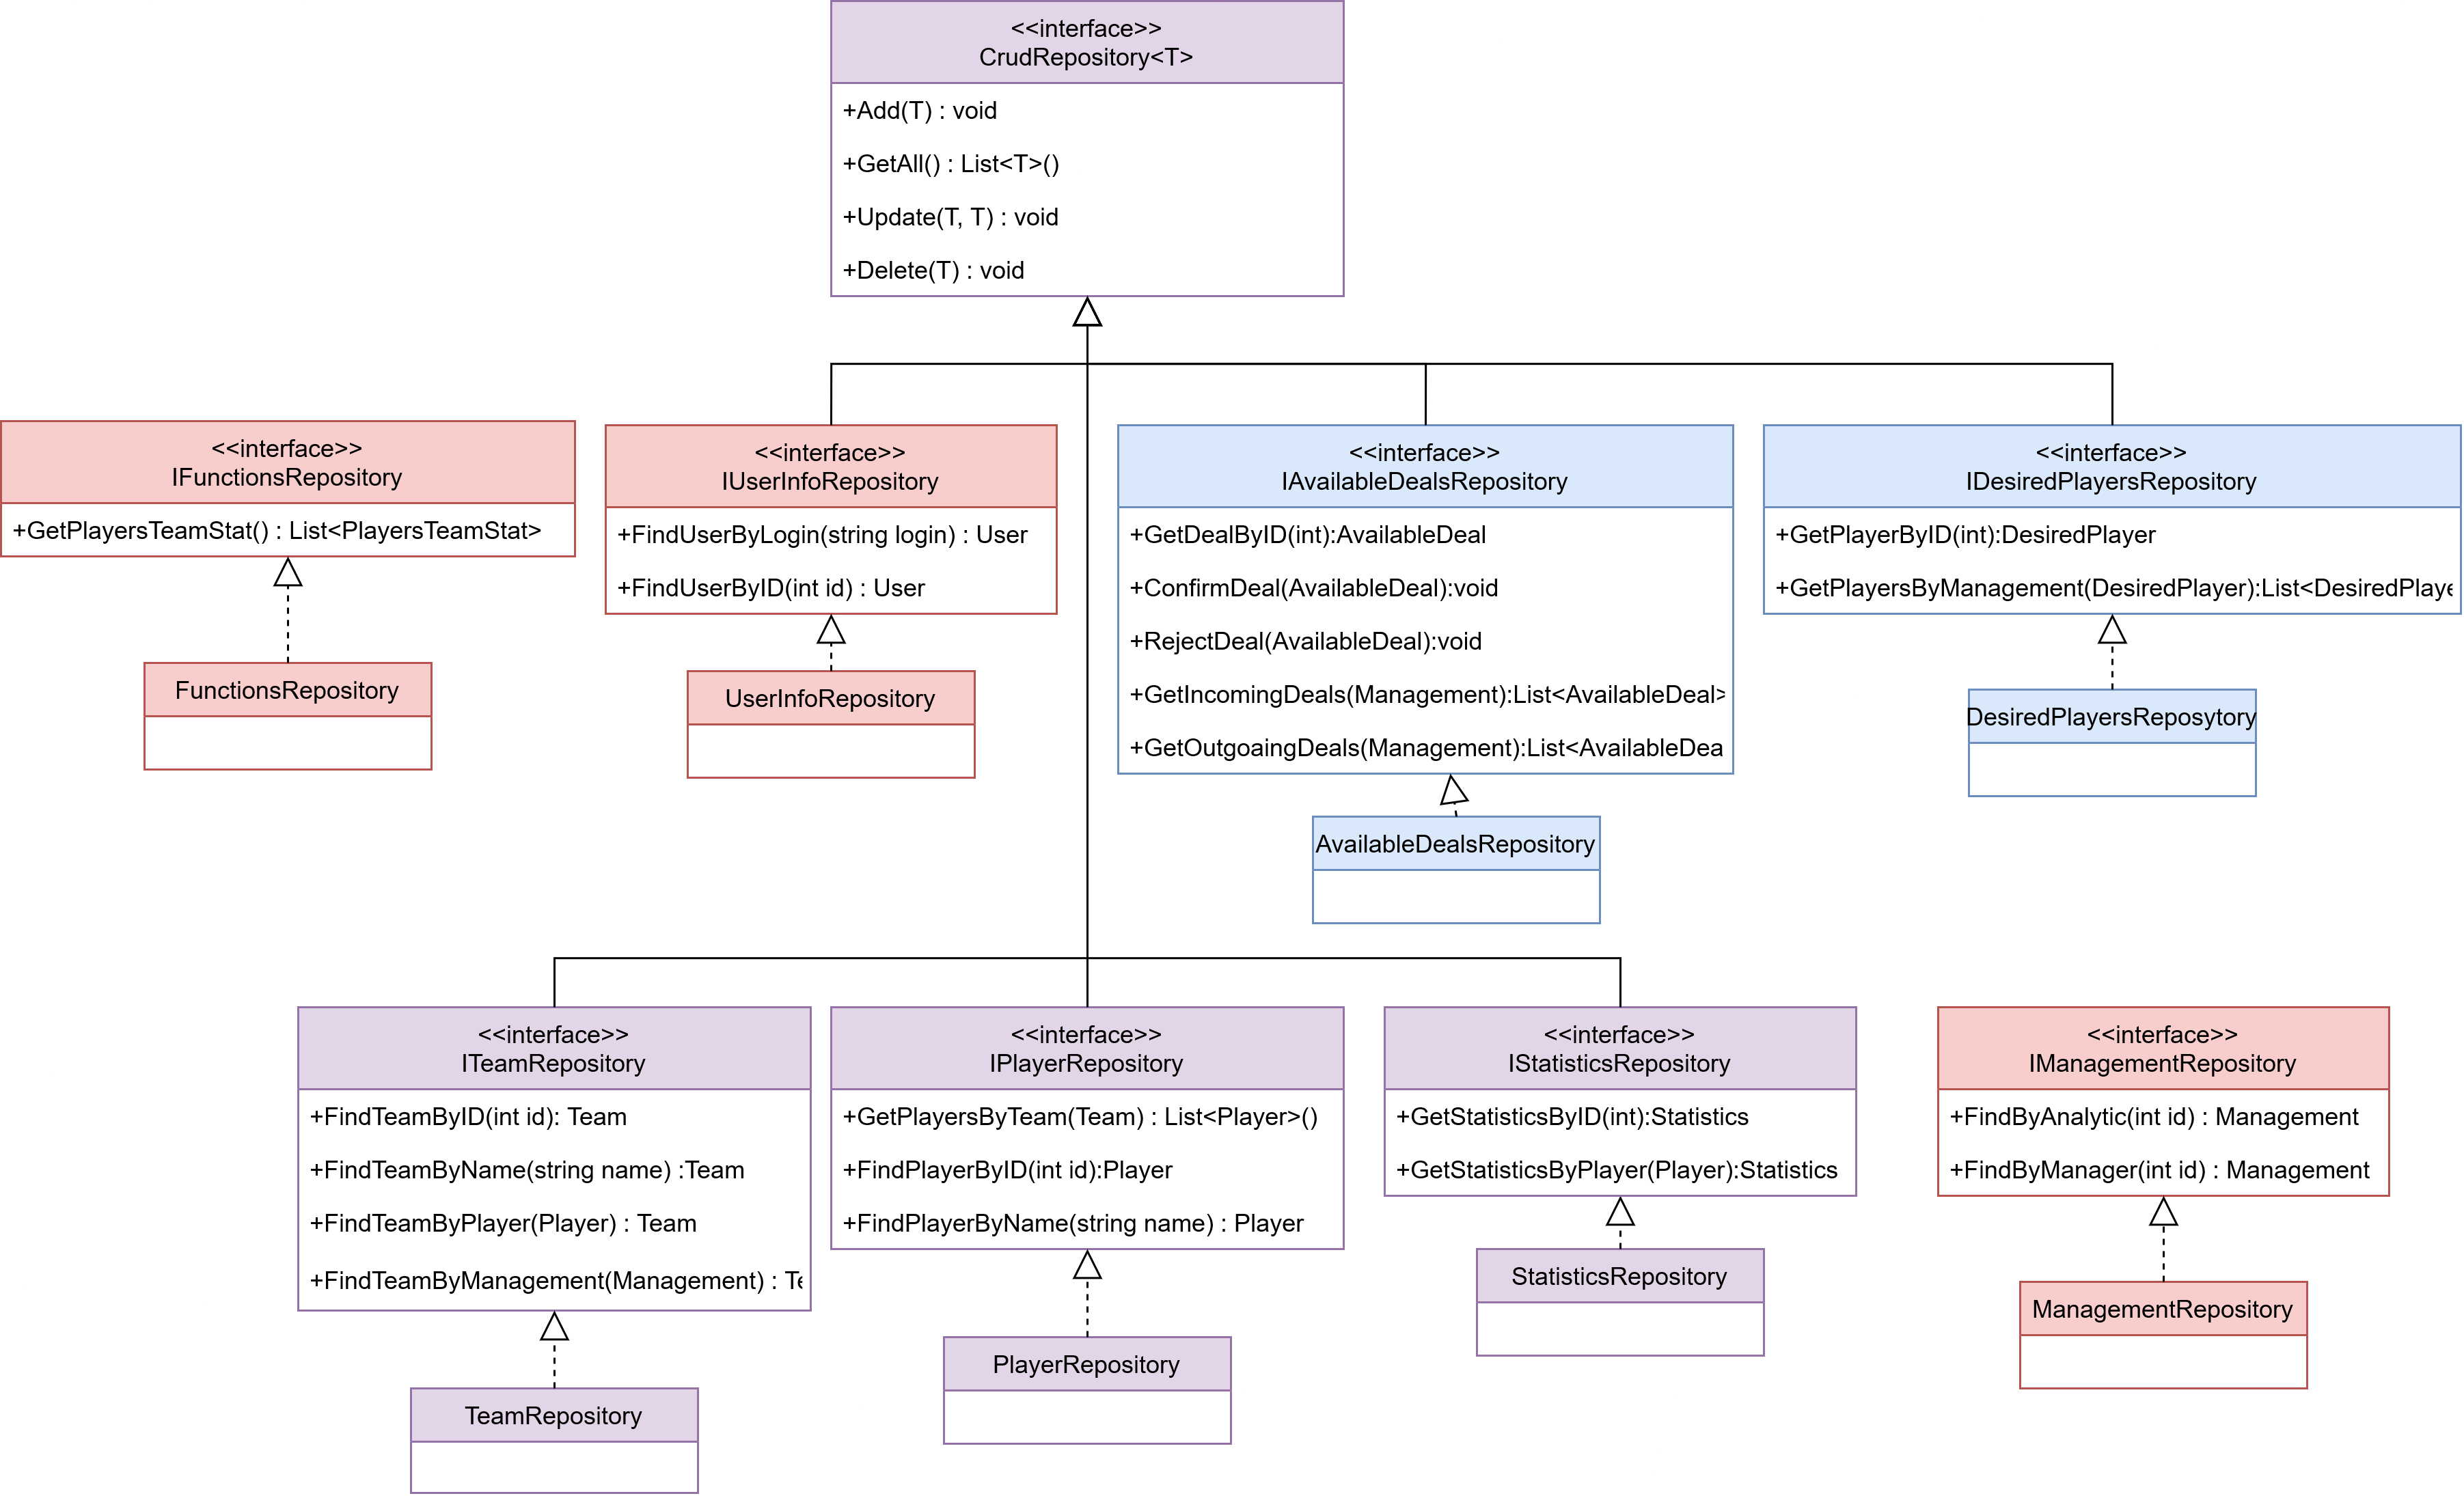 <<interface>>
CrudRepository<T>
+Add(T) : void
+GetAll() : List<T>()
+Update(T, T) : void
+Delete(T) : void
<<interface>>
IFunctionsRepository
+GetPlayersTeamStat() : List<PlayersTeamStat>
FunctionsRepository
<<interface>>
IUserInfoRepository
+FindUserByLogin(string login) : User
+FindUserByID(int id) : User
UserInfoRepository
<<interface>>
IAvailableDealsRepository
+GetDealByID(int):AvailableDeal
+ConfirmDeal(AvailableDeal):void
+RejectDeal(AvailableDeal):void
+GetIncomingDeals(Management):List<AvailableDeal>
+GetOutgoaingDeals(Management):List<AvailableDea
AvailableDealsRepository
<<interface>>
IDesiredPlayersRepository
+GetPlayerByID(int):DesiredPlayer
+GetPlayersByManagement(DesiredPlayer):List<DesiredPlaye
DesiredPlayersReposytory
<<interface>>
ITeamRepository
+FindTeamByID(int id): Team
+FindTeamByName(string name) :Team
+FindTeamByPlayer(Player) : Team
+FindTeamByManagement(Management) : Te
TeamRepository
<<interface>>
IPlayerRepository
+GetPlayersByTeam(Team) : List<Player>()
+FindPlayerByID(int id):Player
+FindPlayerByName(string name) : Player
PlayerRepository
<<interface>>
IStatisticsRepository
+GetStatisticsByID(int):Statistics
+GetStatisticsByPlayer(Player):Statistics
StatisticsRepository
<<interface>>
IManagementRepository
+FindByAnalytic(int id) : Management
+FindByManager(int id) : Management
ManagementRepository